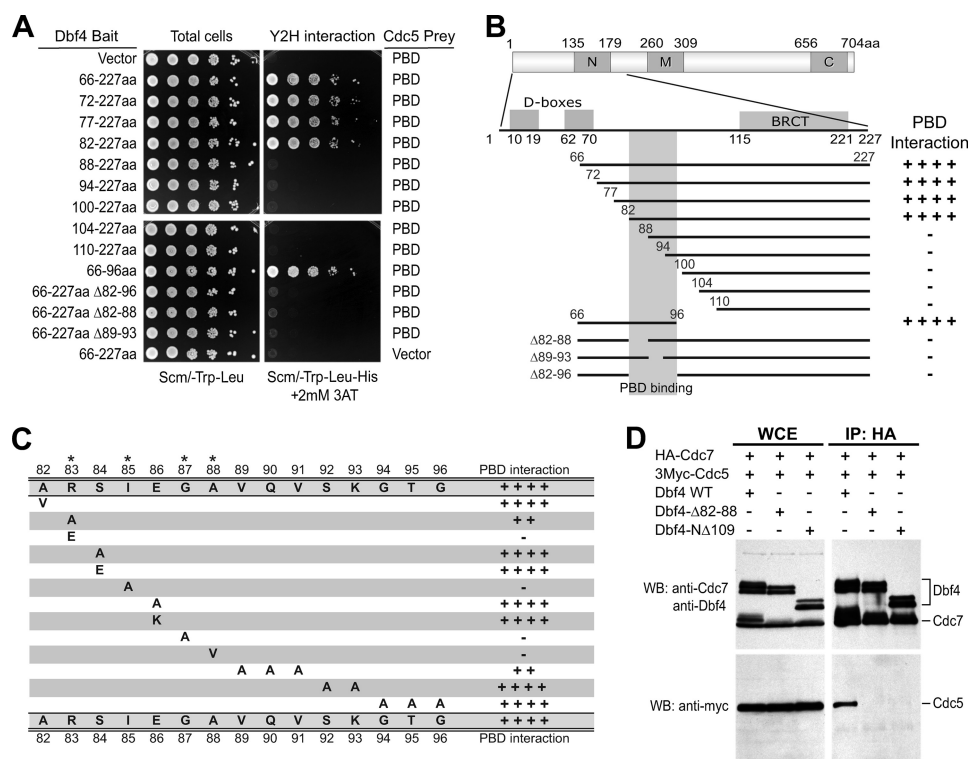 A
Dbf4 Bait Total cells Y2H interaction Cdc5 Prey
Vector PBD
66-227aa PBD
72-227aa PBD
77-227aa PBD
82-227aa PBD
88-227aa PBD
94-227aa PBD
100-227aa PBD
104-227aa PBD
110-227aa PBD
66-96aa PBD
66-227aa Δ82-96 PBD
66-227aa Δ82-88 PBD
66-227aa Δ89-93 PBD
66-227aa Vector
Scm/-Trp-Leu Scm/-Trp-Leu-His
+2mM 3AT
B
1 135 179 260 309 656 704aa
N M C
D-boxes BRCT PBD
Interaction
1 10 19 62 70 115 221 227
66 227 + + + +
72 + + + +
77 + + + +
82 + + + +
88 -
94 -
100 -
104 -
110 -
66 96 + + + +
Δ82-88 -
Δ89-93 -
Δ82-96 -
PBD binding
C
* * * *
82 83 84 85 86 87 88 89 90 91 92 93 94 95 96 PBD interaction
A R S I E G A V Q V S K G T G + + + +
V + + + +
A + +
E -
A + + + +
E + + + +
A -
A + + + +
K + + + +
A -
V -
A A A + +
A A + + + +
A A A + + + +
A R S I E G A V Q V S K G T G + + + +
82 83 84 85 86 87 88 89 90 91 92 93 94 95 96 PBD interaction
D
WCE IP: HA
HA-Cdc7 + + + + + +
3Myc-Cdc5 + + + + + +
Dbf4 WT + - - + - -
Dbf4-Δ82-88 - + - - + -
Dbf4-NΔ109 - - + - - +
WB: anti-Cdc7
anti-Dbf4
Dbf4
Cdc7
WB: anti-myc
Cdc5